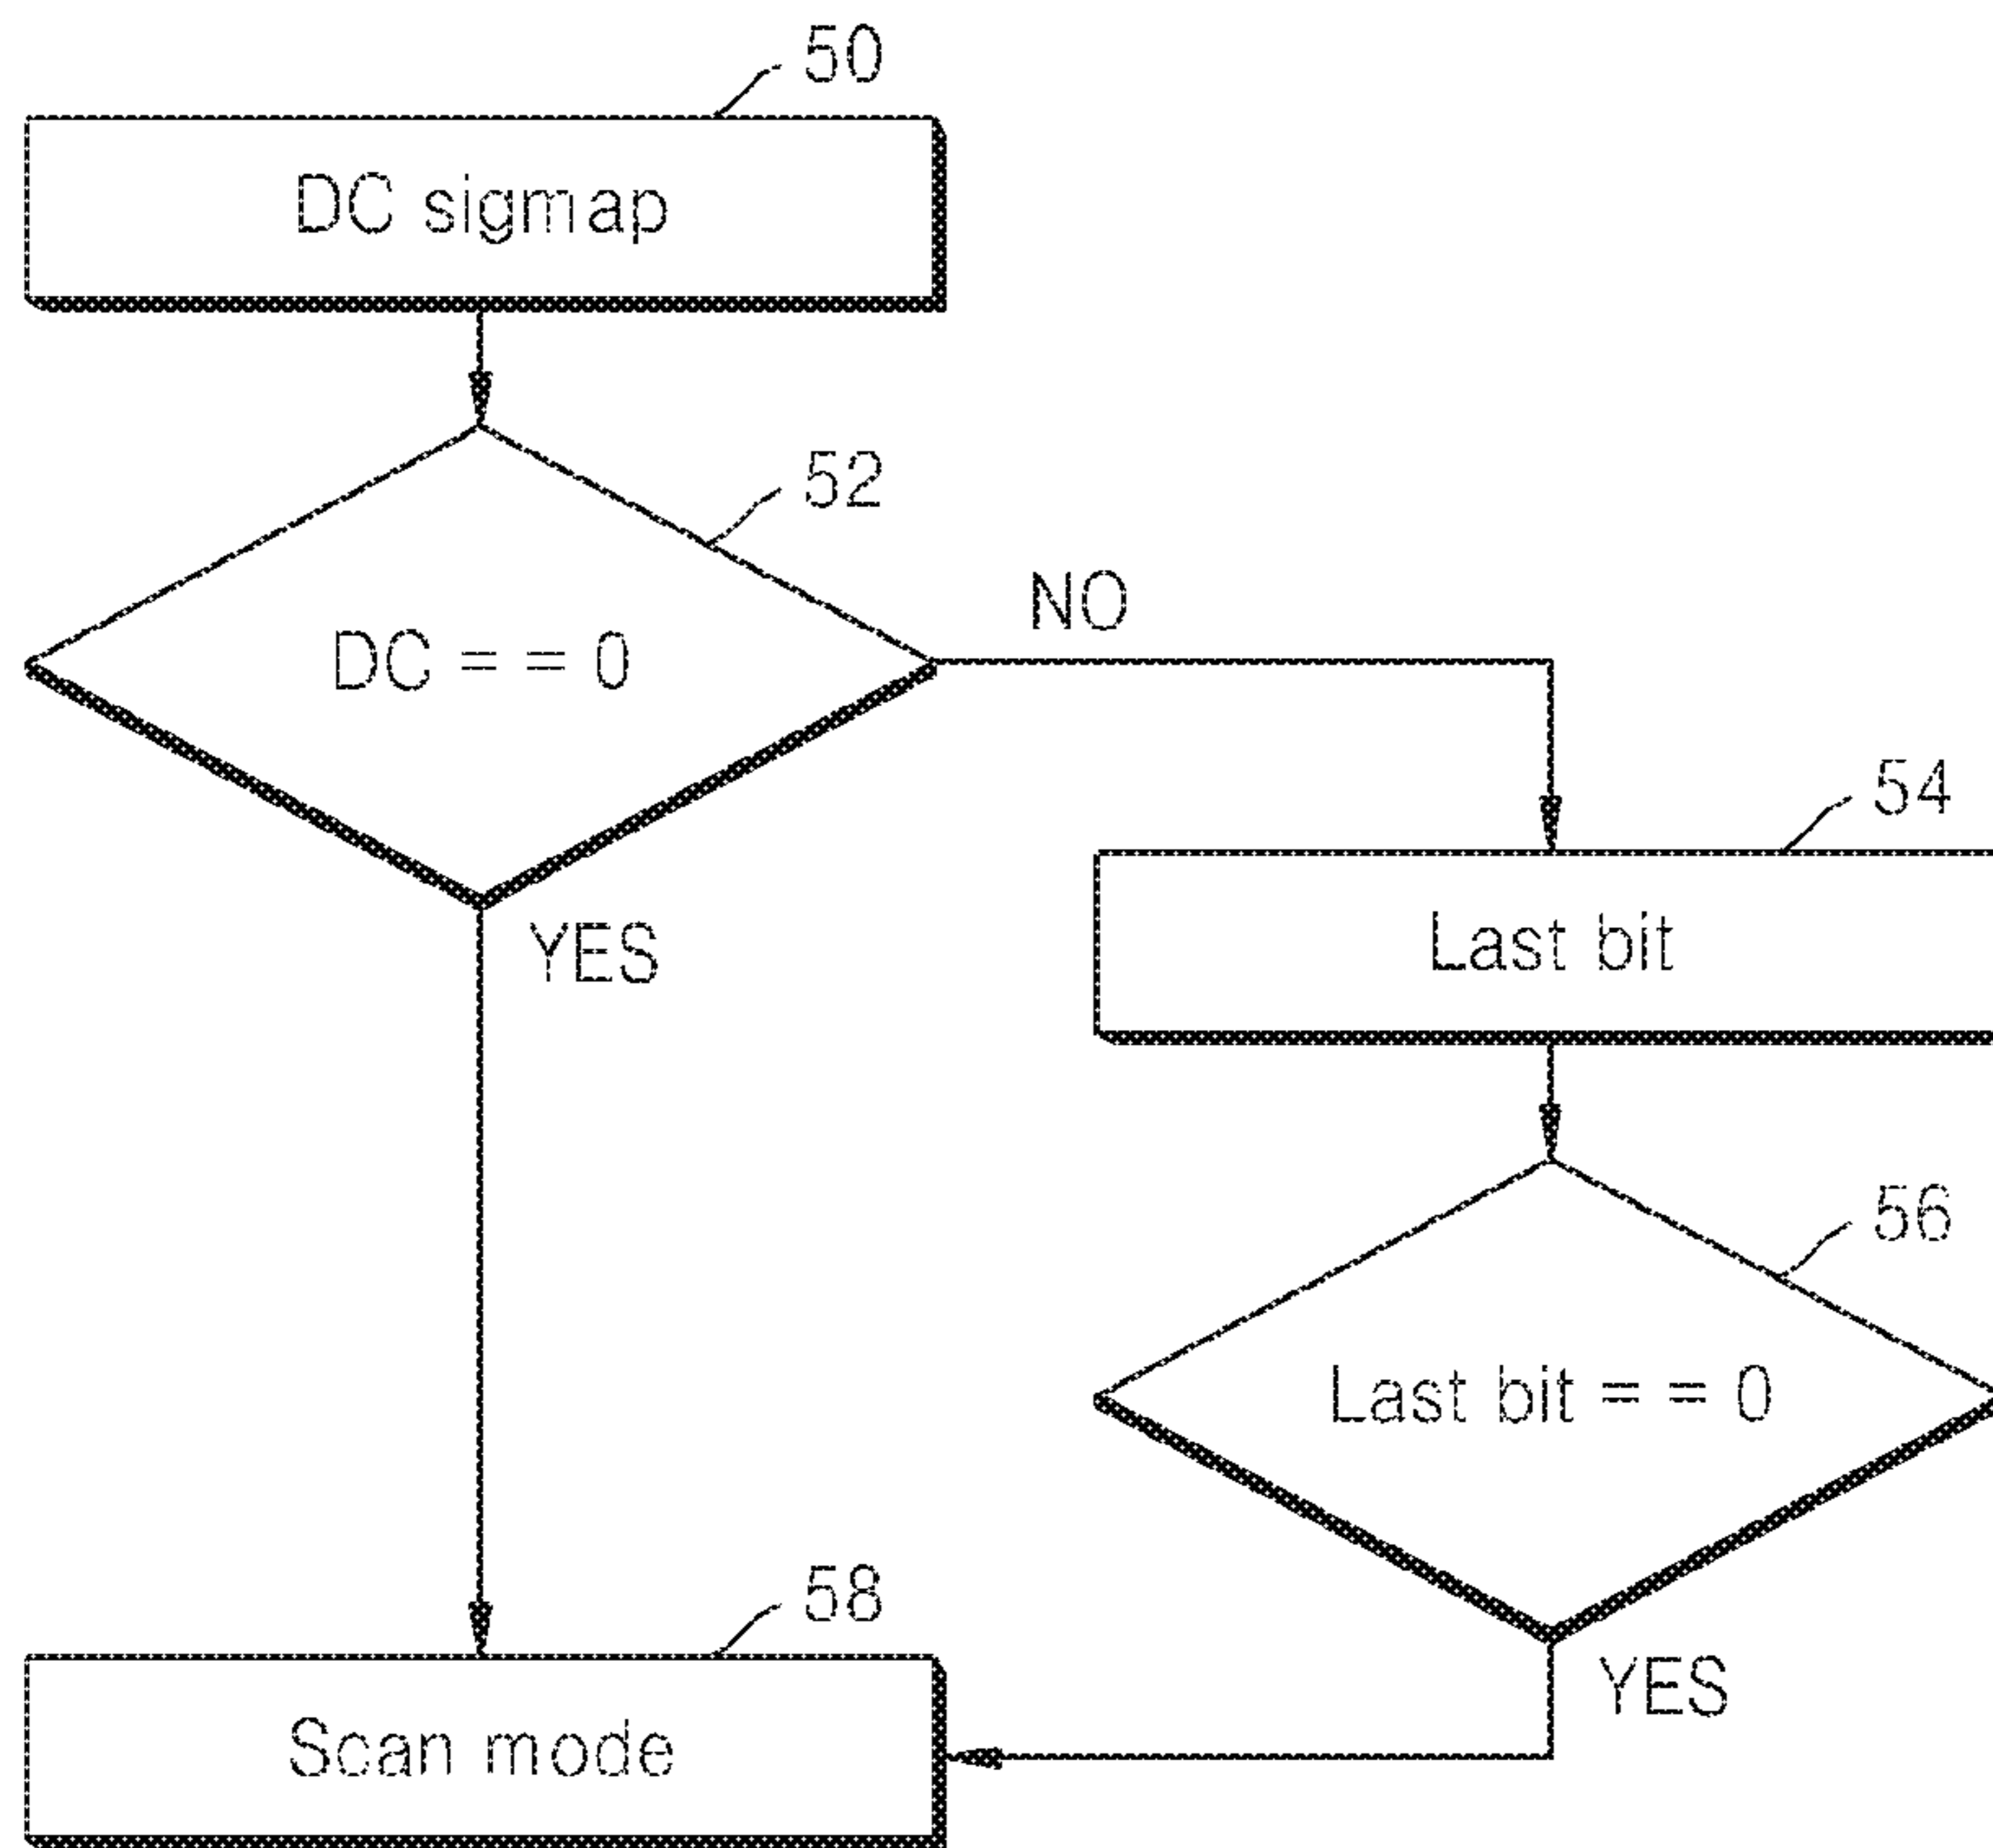 50
DC sigmap
52
DC = = 0
NO
YES
54
Last bit
56
Last bit = = 0
YES
58
Scan mode